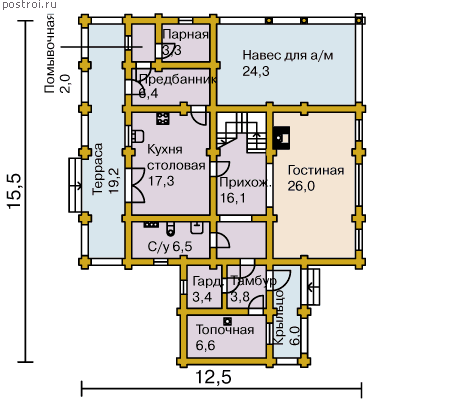 postroi.ru
Помывочная
2,0
Парная
3,3
Навес для а/м
24,3
Предбанник
6,4
Терраса
19,2
Кухня
столовая
17,3
Прихож.
16,1
Гостиная
26,0
15,5
С/у 6,5
Гард.
3,4
Тамбур
3,8
Крыльцо
6,0
Топочная
6,6
12,5